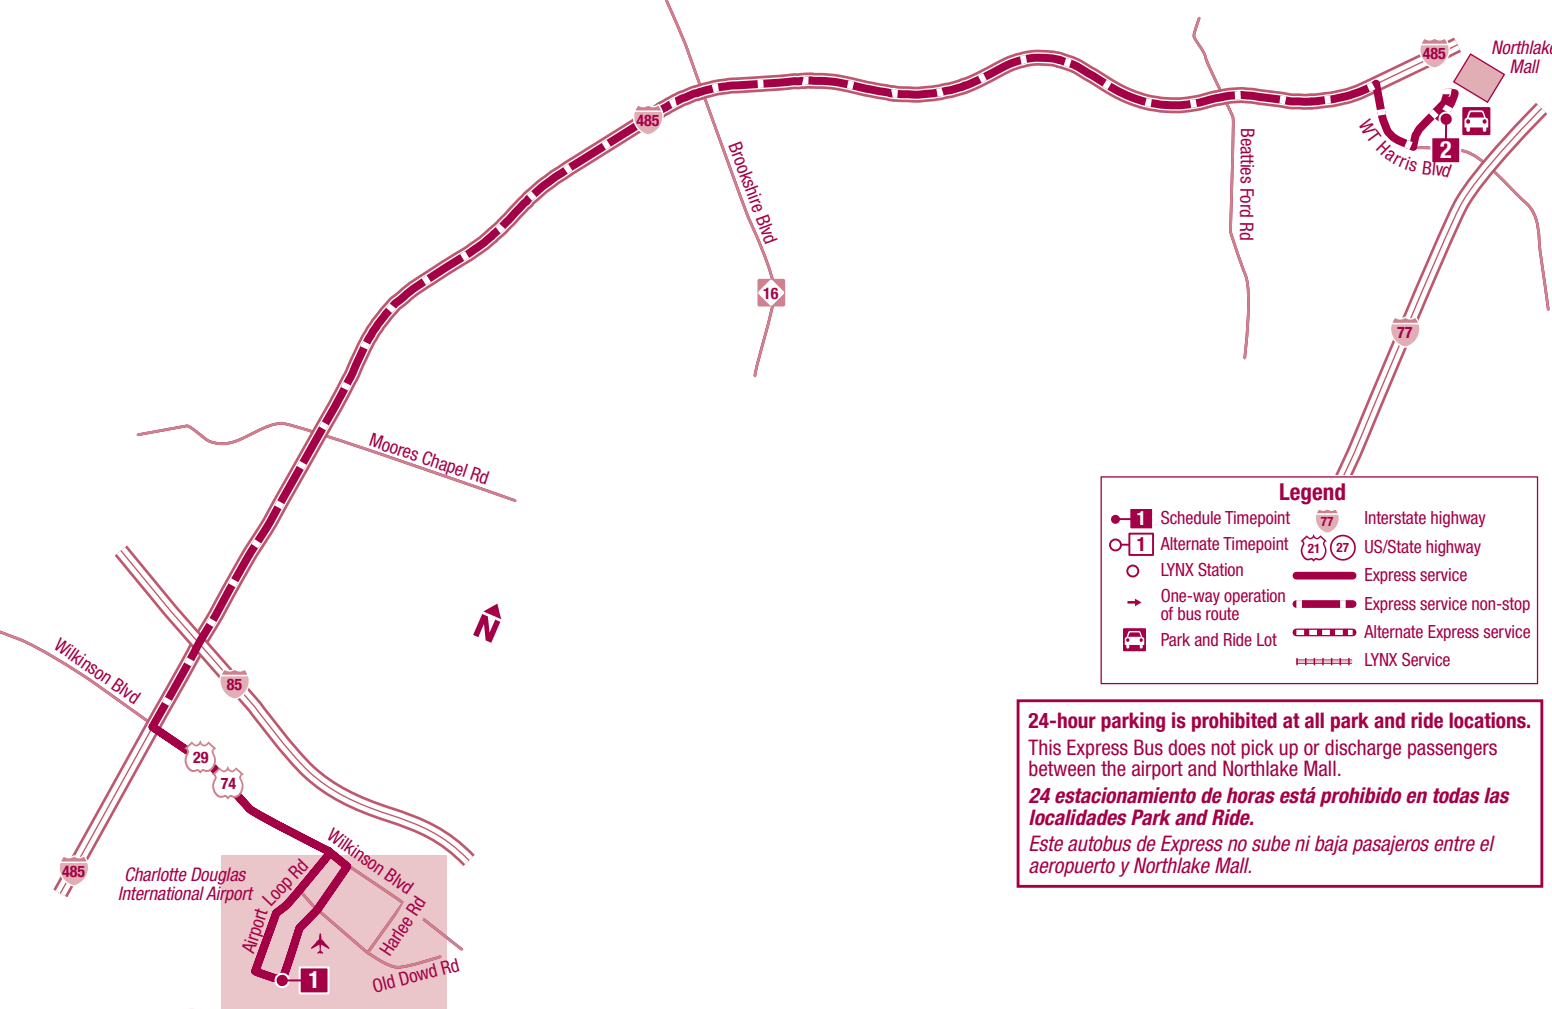 485
Northlake
Mall
485
WT Harris Blvd
2
Brookshire Blvd
Beatties Ford Rd
16
77
Moores Chapel Rd
N
Wilkinson Blvd
85
29
74
485
Charlotte Douglas
International Airport
Airport Loop Rd
Wilkinson Blvd
Harlee Rd
Old Dowd Rd
1
Legend
1 Schedule Timepoint
1 Alternate Timepoint
LYNX Station
One-way operation
of bus route
Park and Ride Lot
77 Interstate highway
21 27 US/State highway
Express service
Express service non-stop
Alternate Express service
LYNX Service
24-hour parking is prohibited at all park and ride locations.
This Express Bus does not pick up or discharge passengers
between the airport and Northlake Mall.
24 estacionamiento de horas está prohibido en todas las
localidades Park and Ride.
Este autobus de Express no sube ni baja pasajeros entre el
aeropuerto y Northlake Mall.